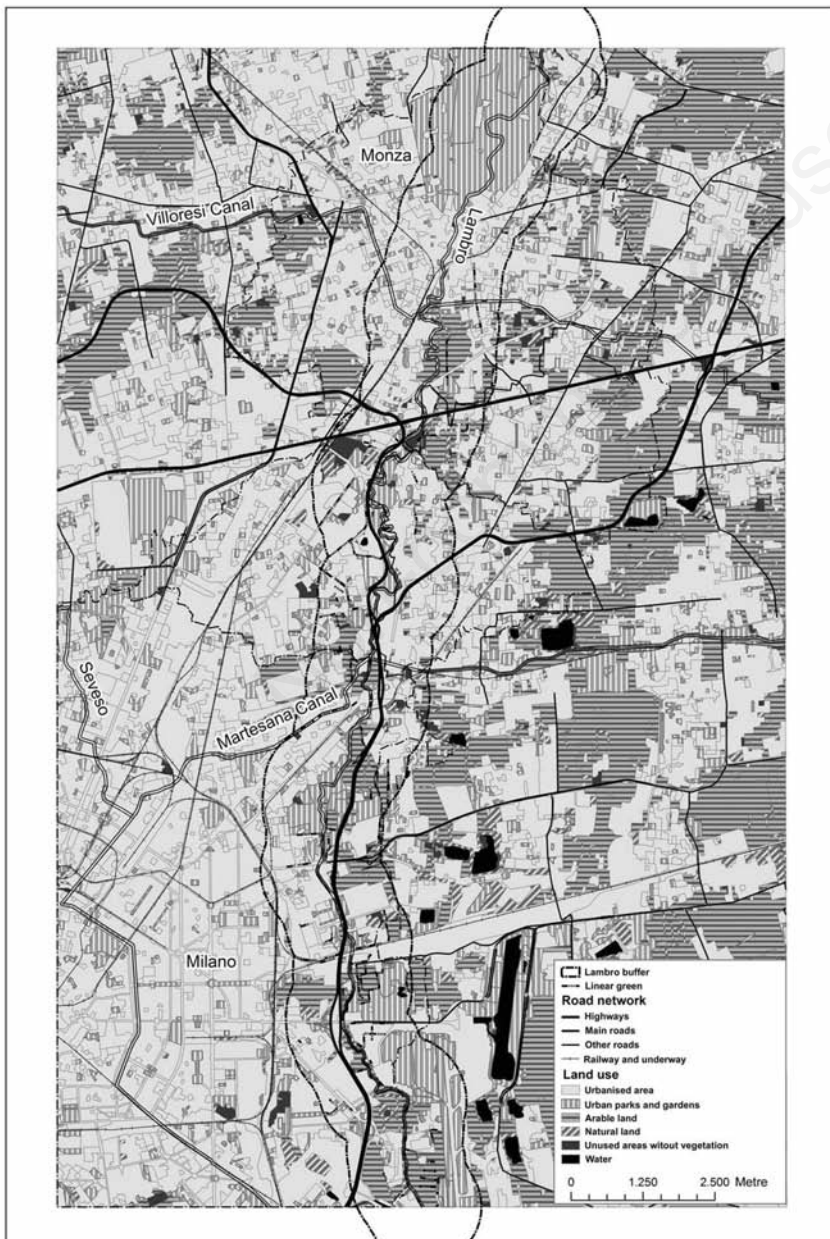 Monza
Villoresi Canal
Lambro
Seveso
Martesana Canal
Milano
Lambro buffer
Linear green
Road network
Highways
Main roads
Other roads
Railway and underway
Land use
Urbanised area
Urban parks and gardens
Arable land
Natural land
Unused areas witout vegetation
Water
0 1.250 2.500 Metre